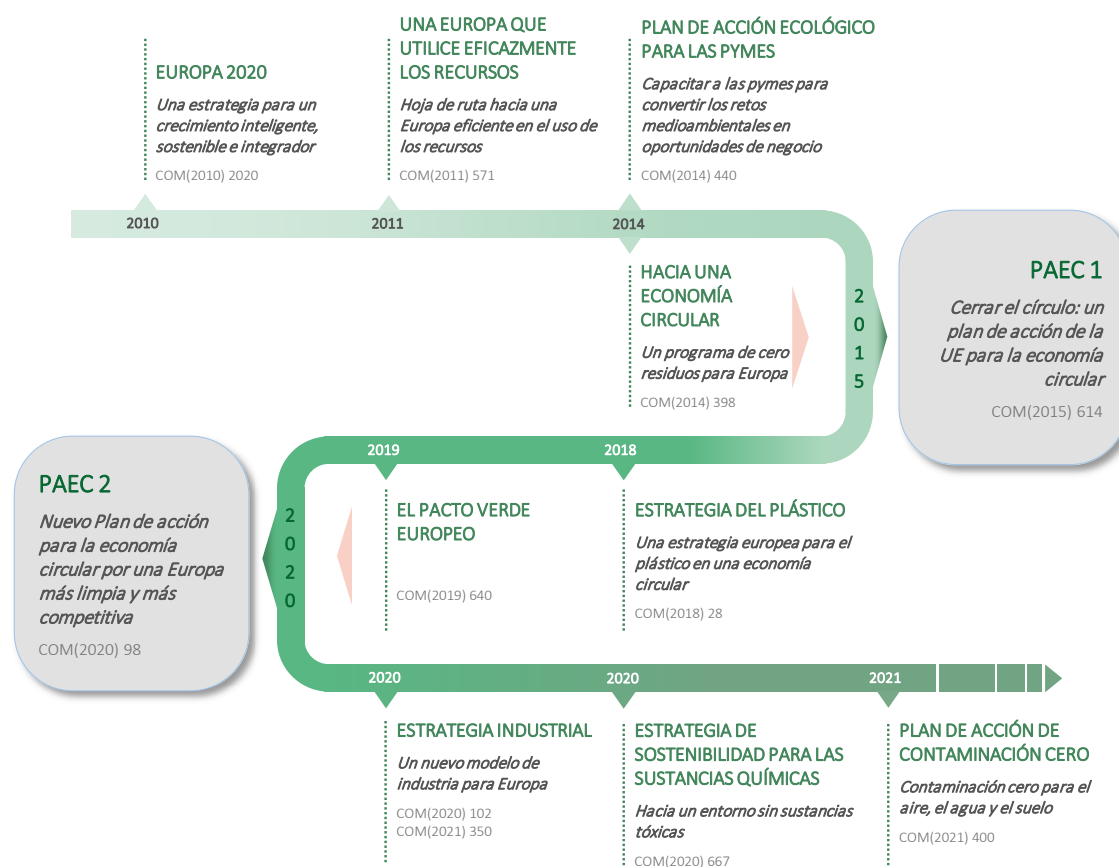 EUROPA 2020
Una estrategia para un
crecimiento inteligente,
sostenible e integrador
COM(2010) 2020
UNA EUROPA QUE
UTILICE EFICAZMENTE
LOS RECURSOS
Hoja de ruta hacia una
Europa eficiente en el uso de
los recursos
COM(2011) 571
PLAN DE ACCIÓN ECOLÓGICO
PARA LAS PYMES
Capacitar a las pymes para
convertir los retos
medioambientales en
oportunidades de negocio
COM(2014) 440
2010
2011
2014
HACIA UNA
ECONOMÍA
CIRCULAR
Un programa de cero
residuos para Europa
COM(2014) 398
2
0
1
5
PAEC 1
Cerrar el círculo: un
plan de acción de la
UE para la economía
circular
COM(2015) 614
2019
2018
PAEC 2
Nuevo Plan de acción
para la economía
circular por una Europa
más limpia y más
competitiva
COM(2020) 98
2
0
2
0
EL PACTO VERDE
EUROPEO
COM(2019) 640
ESTRATEGIA DEL PLÁSTICO
Una estrategia europea para el
plástico en una economía
circular
COM(2018) 28
2020
2020
2021
ESTRATEGIA INDUSTRIAL
Un nuevo modelo de
industria para Europa
COM(2020) 102
COM(2021) 350
ESTRATEGIA DE
SOSTENIBILIDAD PARA LAS
SUSTANCIAS QUÍMICAS
Hacia un entorno sin sustancias
tóxicas
COM(2020) 667
PLAN DE ACCIÓN DE
CONTAMINACIÓN CERO
Contaminación cero para el
aire, el agua y el suelo
COM(2021) 400